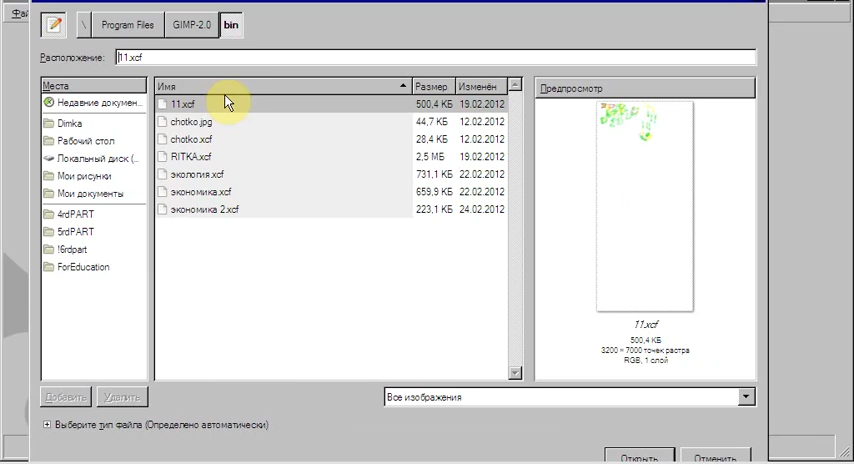 Фай
\ Program Files GIMP-2.0 bin
Расположение: 11.xcf
Места
Недавние докумен...
Dimka
Рабочий стол
Локальный диск (...
Мои рисунки
Мои документы
4rdPART
5rdPART
!6rdpart
ForEducation
Имя Размер Изменён
11.xcf 500,4 КБ 19.02.2012
chotko.jpg 44,7 КБ 12.02.2012
chotko.xcf 28,4 КБ 12.02.2012
RITKA.xcf 2,5 МБ 19.02.2012
экология.xcf 731,1 КБ 22.02.2012
экономика.xcf 659,9 КБ 22.02.2012
экономика 2.xcf 223,1 КБ 24.02.2012
Предпросмотр
11.xcf
500,4 КБ
3200 × 7000 точек растра
RGB, 1 слой
Добавить Удалить
Все изображения
Выберите тип файла (Определено автоматически)
Открыть Отменить